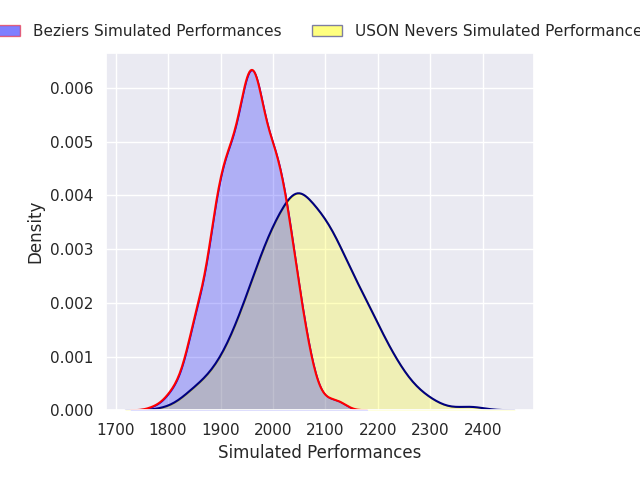 Beziers Simulated Performances
USON Nevers Simulated Performance
0.006
0.005
0.004
0.003
0.002
0.001
0.000
Density
1700 1800 1900 2000 2100 2200 2300 2400
Simulated Performances